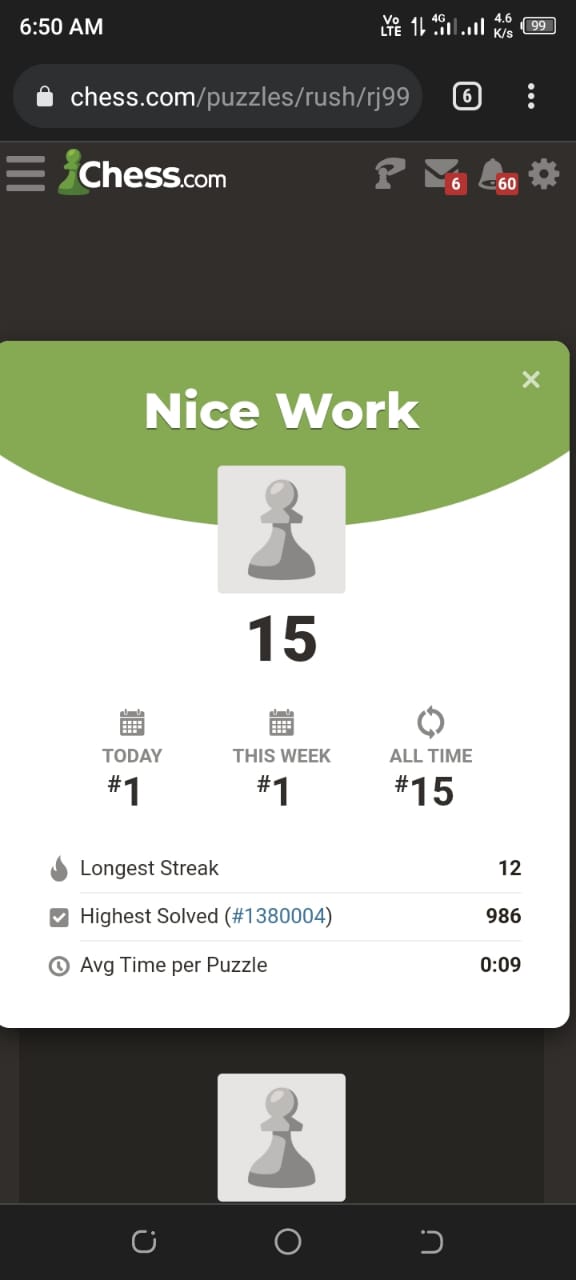 6:50 AM Vo LTE 4G 4.6 K/s 99
chess.com/puzzles/rush/rj99 6
Chess.com 6 60
Nice Work ×
15
TODAY THIS WEEK ALL TIME
#1 #1 #15
Longest Streak 12
Highest Solved (#1380004) 986
Avg Time per Puzzle 0:09